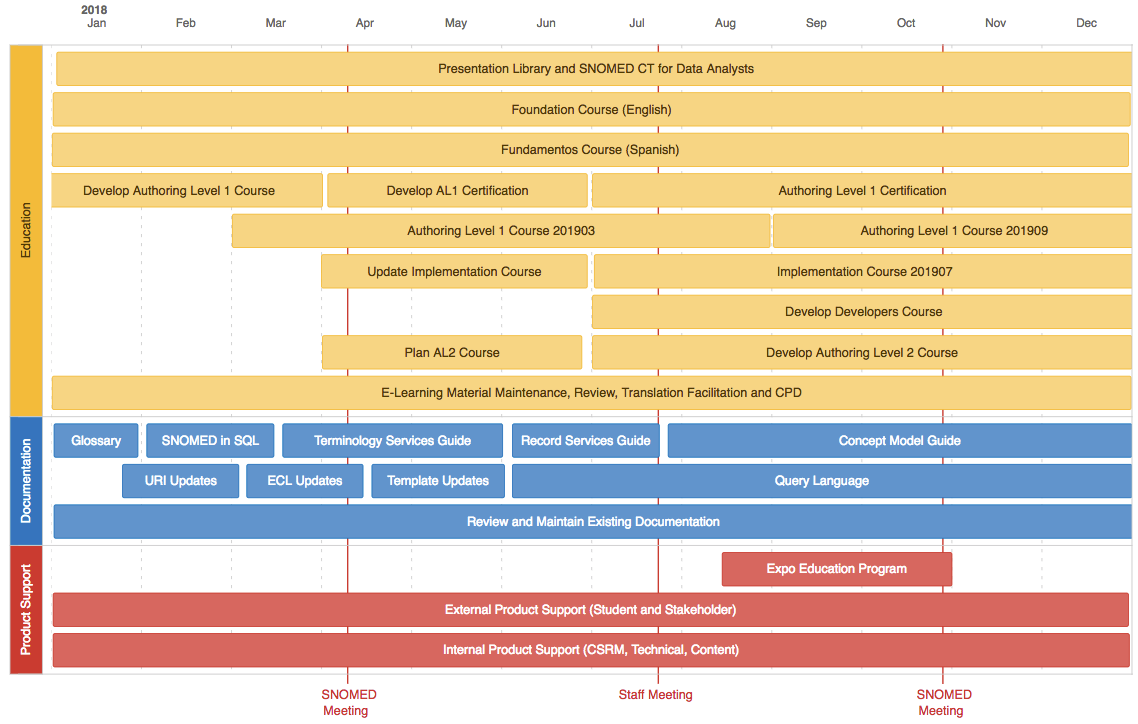 2018
Jan Feb Mar Apr May Jun Jul Aug Sep Oct Nov Dec
Education
Presentation Library and SNOMED CT for Data Analysts
Foundation Course (English)
Fundamentos Course (Spanish)
Develop Authoring Level 1 Course Develop AL1 Certification Authoring Level 1 Certification
Authoring Level 1 Course 201903 Authoring Level 1 Course 201909
Update Implementation Course Implementation Course 201907
Develop Developers Course
Plan AL2 Course Develop Authoring Level 2 Course
E-Learning Material Maintenance, Review, Translation Facilitation and CPD
Documentation
Glossary SNOMED in SQL Terminology Services Guide Record Services Guide Concept Model Guide
URI Updates ECL Updates Template Updates Query Language
Review and Maintain Existing Documentation
Product Support
Expo Education Program
External Product Support (Student and Stakeholder)
Internal Product Support (CSRM, Technical, Content)
SNOMED Meeting
Staff Meeting
SNOMED Meeting